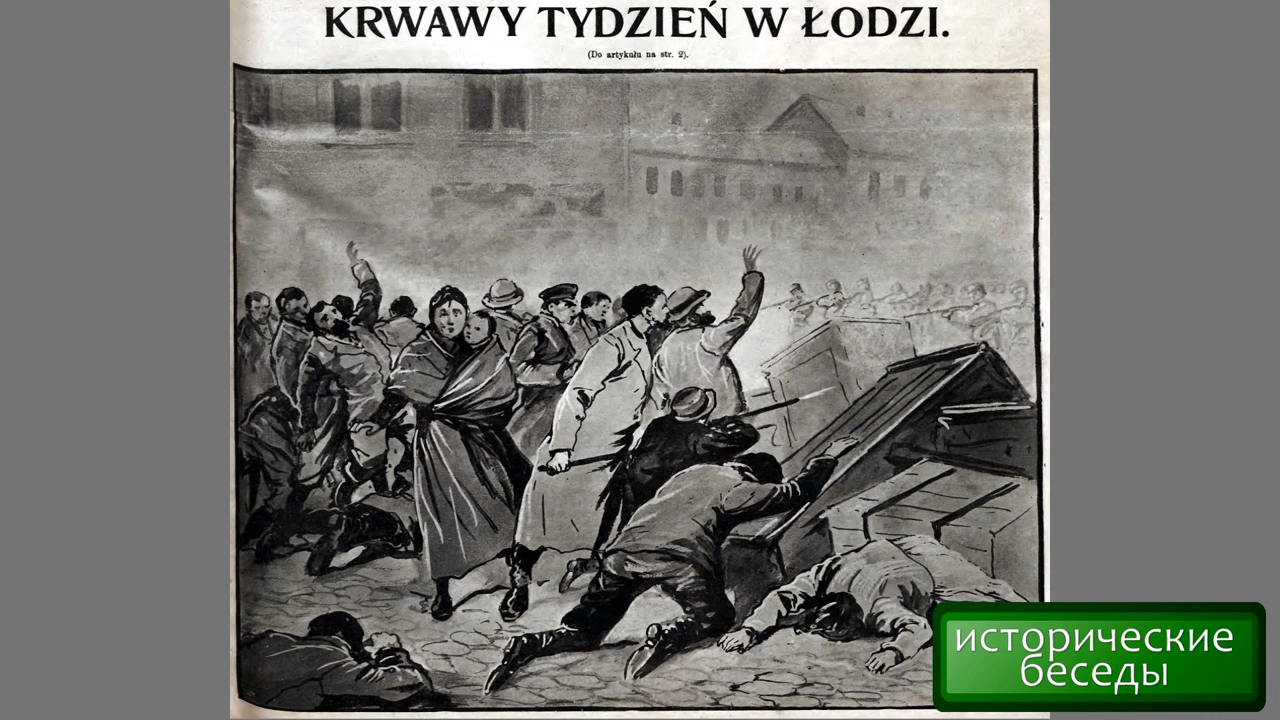 KRWAWY TYDZIEŃ W ŁODZI.
(Do artykułu na str. 2).
исторические
беседы